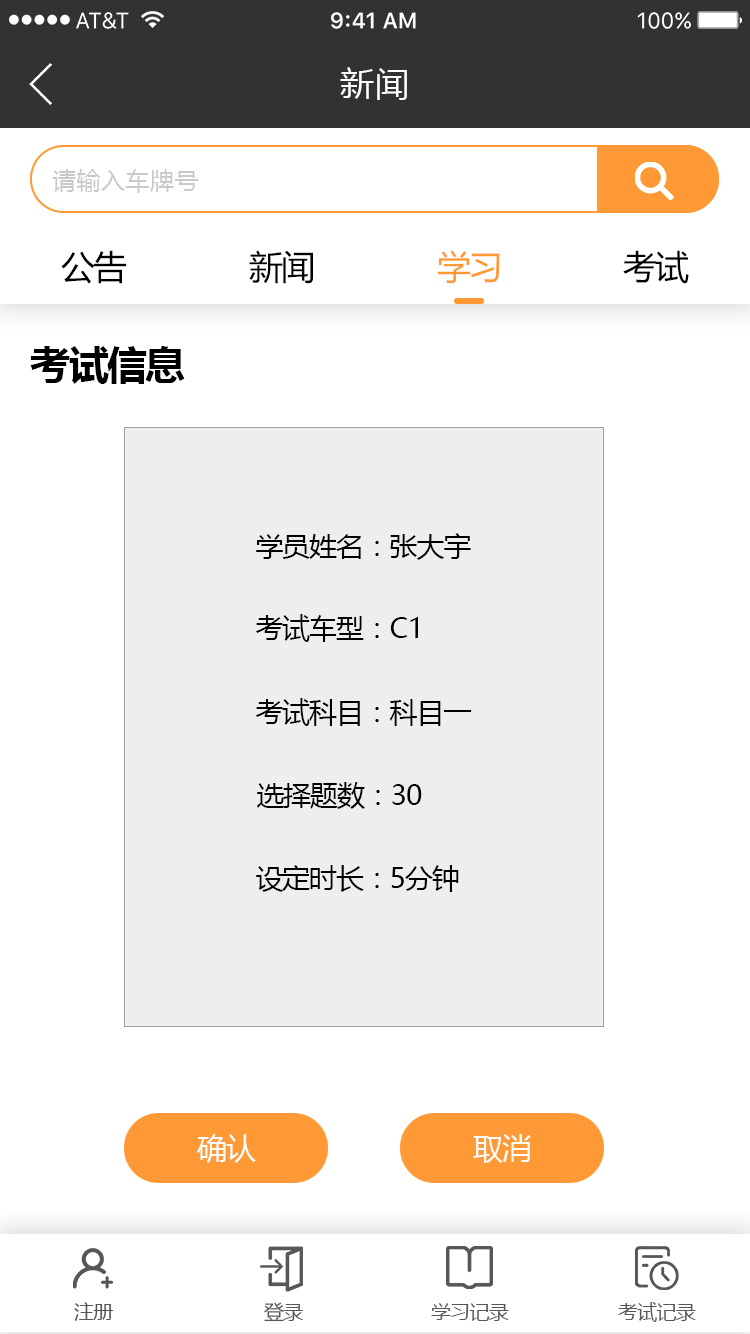 AT&T 9:41 AM 100%
新闻
请输入车牌号
公告 新闻 学习 考试
考试信息
学员姓名：张大宇
考试车型：C1
考试科目：科目一
选择题数：30
设定时长：5分钟
确认 取消
注册 登录 学习记录 考试记录